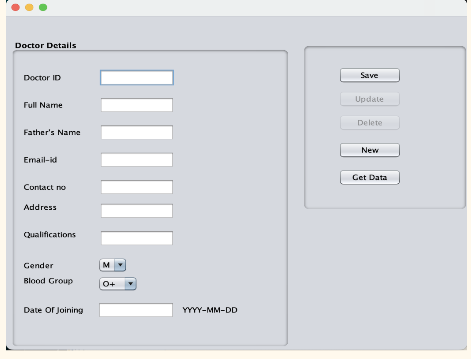 Doctor Details
Doctor ID
Full Name
Father's Name
Email-id
Contact no
Address
Qualifications
Gender M
Blood Group O+
Date Of Joining YYYY-MM-DD
Save
Update
Delete
New
Get Data